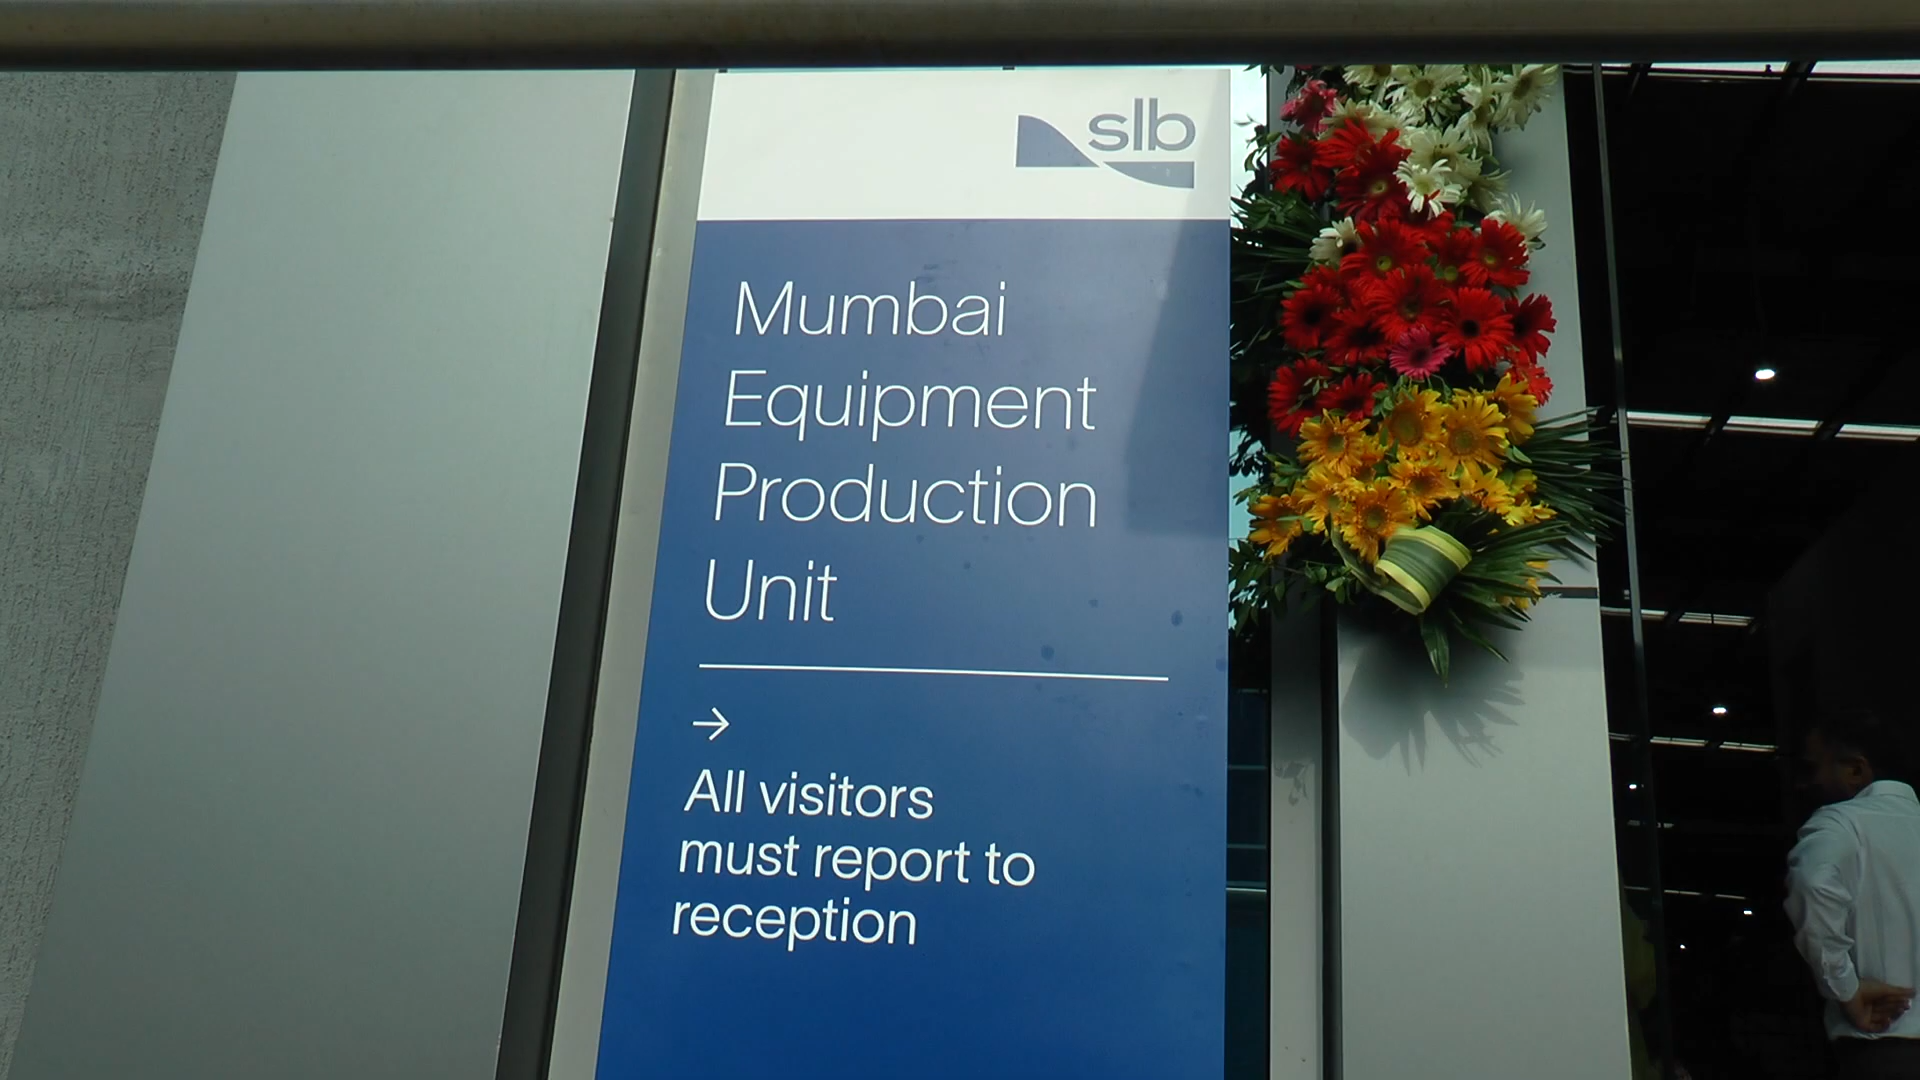 slb
Mumbai
Equipment
Production
Unit
→
All visitors
must report to
reception